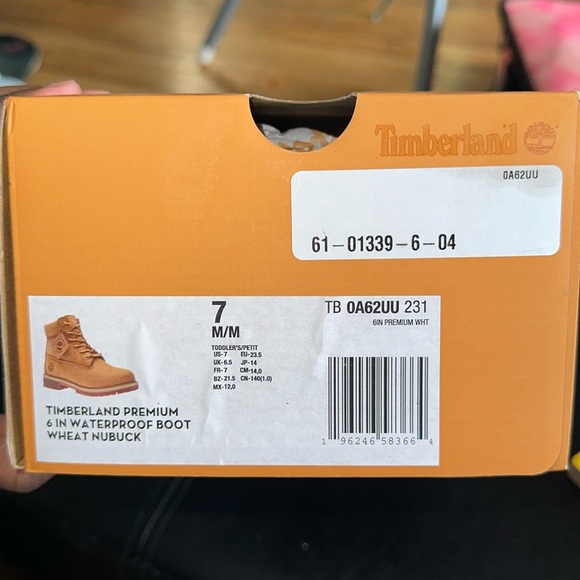 Timberland
0A62UU
61-01339-6-04
7
M/M
TODDLER'S/PETIT
US-7 EU-23.5
UK-6.5 JP-14
FR-7 CM-14,0
BZ-21.5 CN-140(1.0)
MX-12,0
TB 0A62UU 231
6IN PREMIUM WHT
TIMBERLAND PREMIUM
6 IN WATERPROOF BOOT
WHEAT NUBUCK
1 96246 58366 4